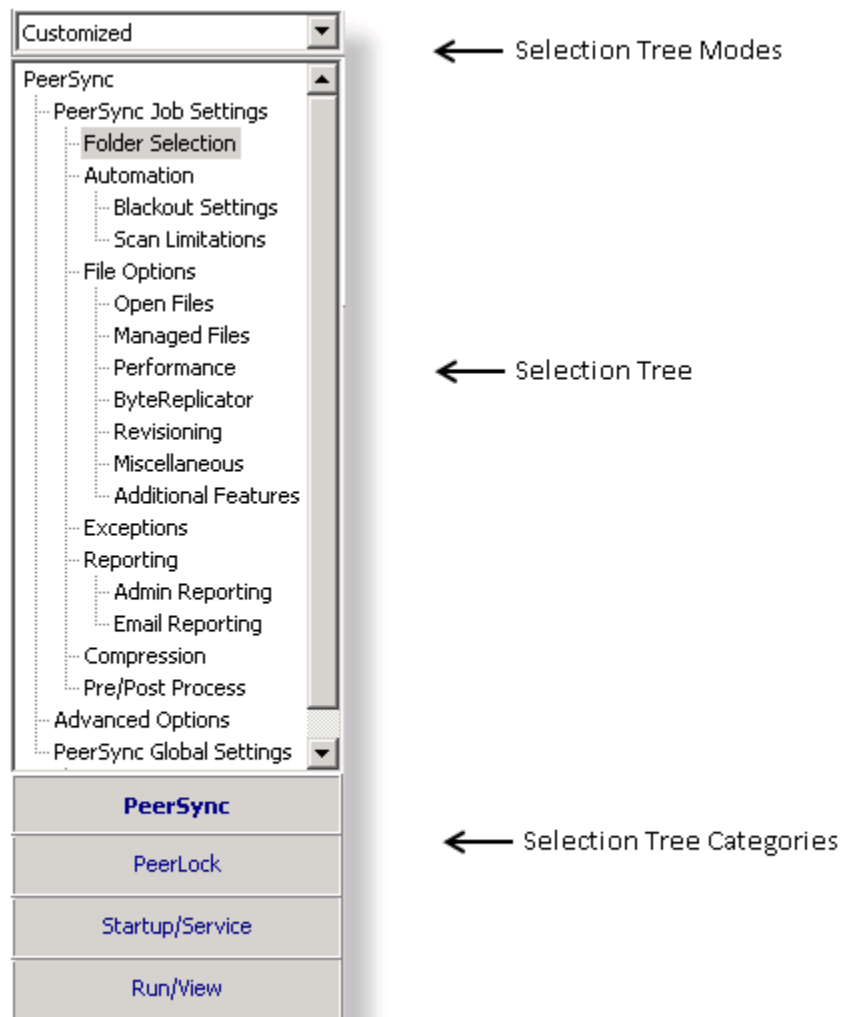 Customized
Selection Tree Modes
PeerSync
PeerSync Job Settings
Folder Selection
Automation
Blackout Settings
Scan Limitations
File Options
Open Files
Managed Files
Performance
Selection Tree
ByteReplicator
Revisioning
Miscellaneous
Additional Features
Exceptions
Reporting
Admin Reporting
Email Reporting
Compression
Pre/Post Process
Advanced Options
PeerSync Global Settings
PeerSync
Selection Tree Categories
PeerLock
Startup/Service
Run/View